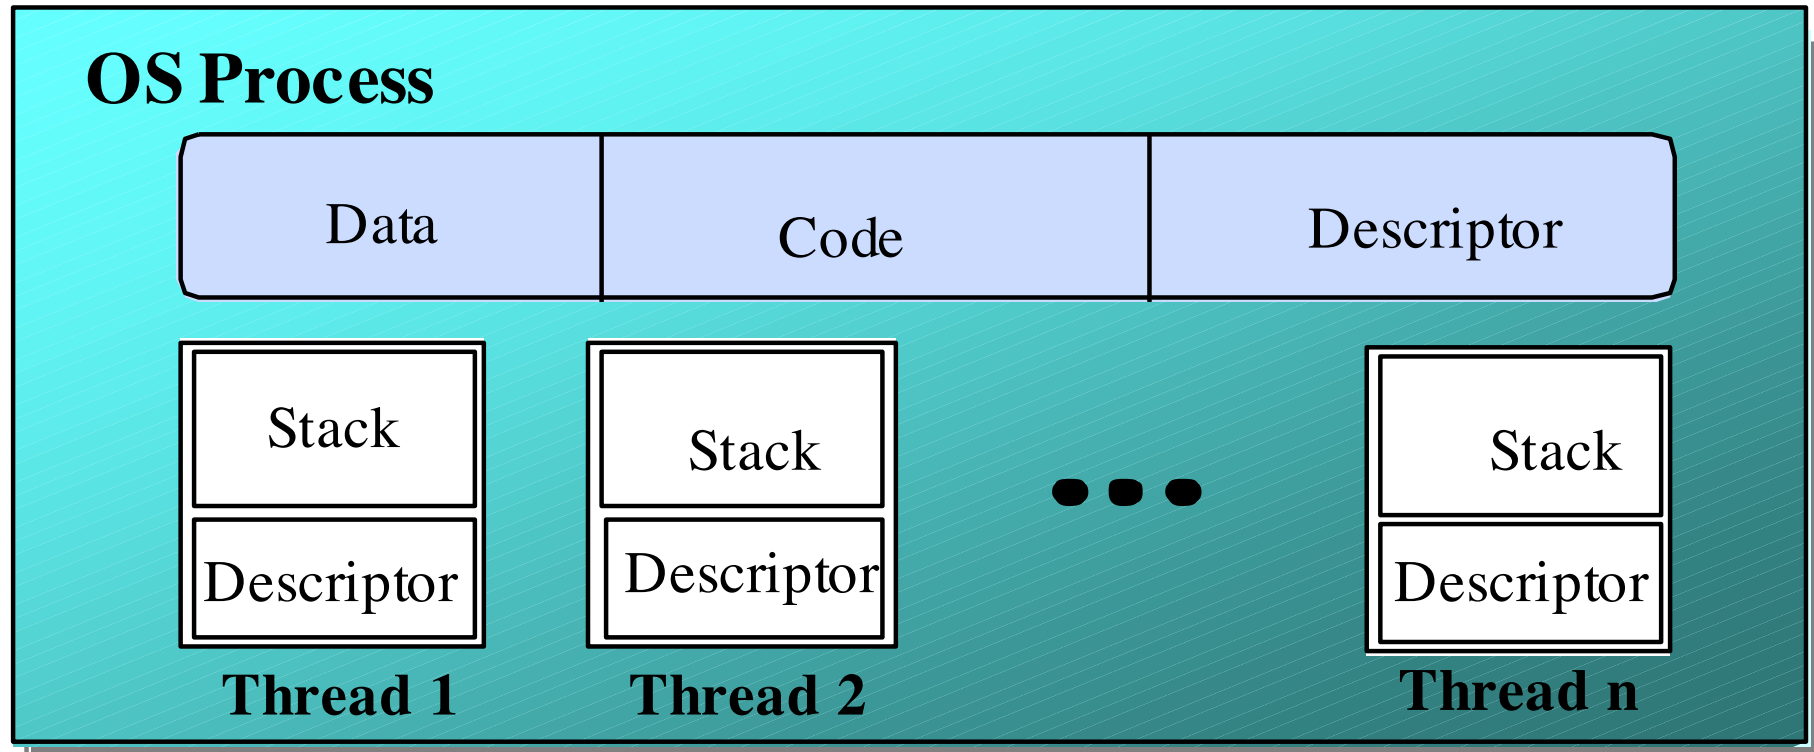 OS Process
Data Code Descriptor
Stack Stack Stack
Descriptor Descriptor Descriptor
Thread 1 Thread 2 Thread n